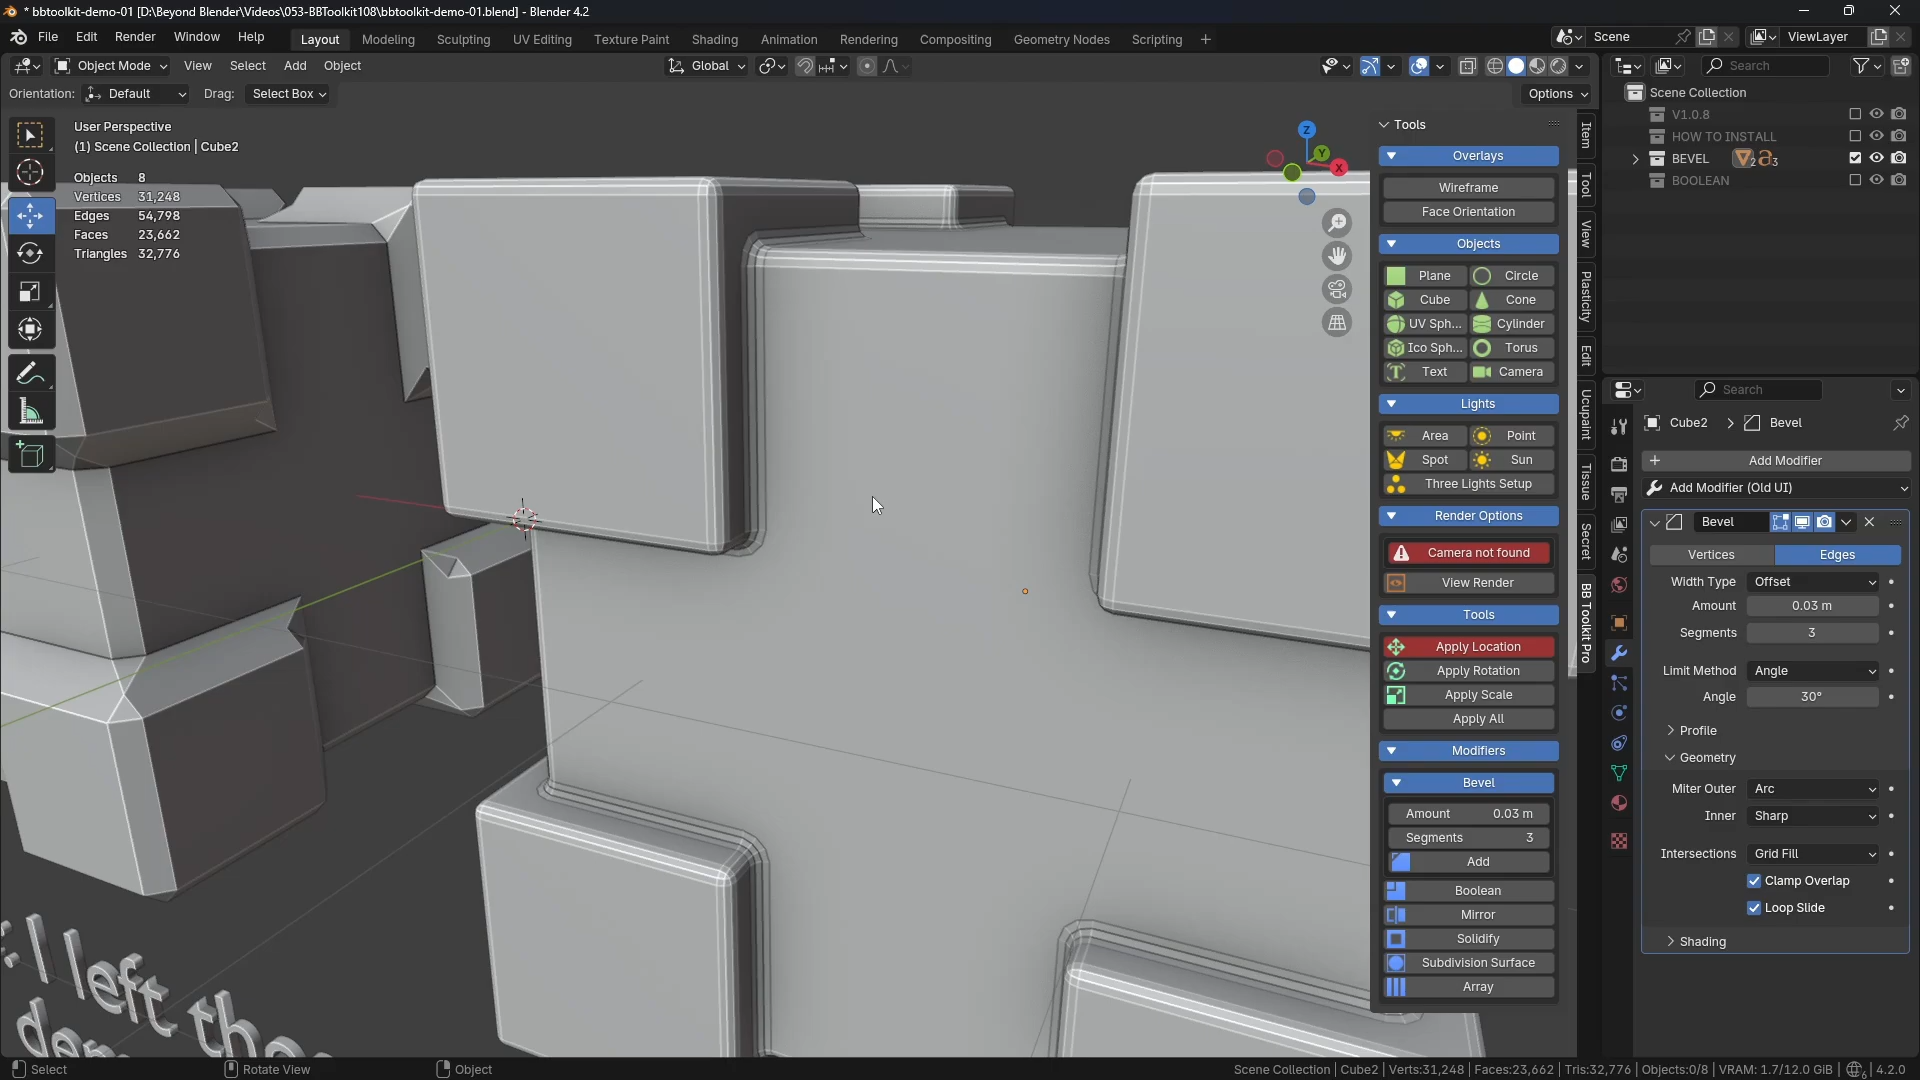 * bbtoolkit-demo-01 [D:\Beyond Blender\Videos\053-BBToolkit108\bbtoolkit-demo-01.blend] - Blender 4.2
File Edit Render Window Help Layout Modeling Sculpting UV Editing Texture Paint Shading Animation Rendering Compositing Geometry Nodes Scripting + Scene ViewLayer
Object Mode View Select Add Object Global Search
Orientation: Default Drag: Select Box Options
Scene Collection
V1.0.8
HOW TO INSTALL
BEVEL 2 3
BOOLEAN
User Perspective
(1) Scene Collection | Cube2
Objects 8
Vertices 31,248
Edges 54,798
Faces 23,662
Triangles 32,776
Z
Y
X
Tools
Overlays
Wireframe
Face Orientation
Objects
Plane Circle
Cube Cone
UV Sph... Cylinder
Ico Sph... Torus
Text Camera
Lights
Area Point
Spot Sun
Three Lights Setup
Render Options
Camera not found
View Render
Tools
Apply Location
Apply Rotation
Apply Scale
Apply All
Modifiers
Bevel
Amount 0.03 m
Segments 3
Add
Boolean
Mirror
Solidify
Subdivision Surface
Array
Item
Tool
View
Plasticity
Edit
Ucupaint
Tissue
Secret
BB Toolkit Pro
Search
Cube2 Bevel
Add Modifier
Add Modifier (Old UI)
Bevel
Vertices Edges
Width Type Offset
Amount 0.03 m
Segments 3
Limit Method Angle
Angle 30°
Profile
Geometry
Miter Outer Arc
Inner Sharp
Intersections Grid Fill
Clamp Overlap
Loop Slide
Shading
I left the
Select Rotate View Object Scene Collection | Cube2 | Verts:31,248 | Faces:23,662 | Tris:32,776 | Objects:0/8 | VRAM: 1.7/12.0 GiB | 4.2.0